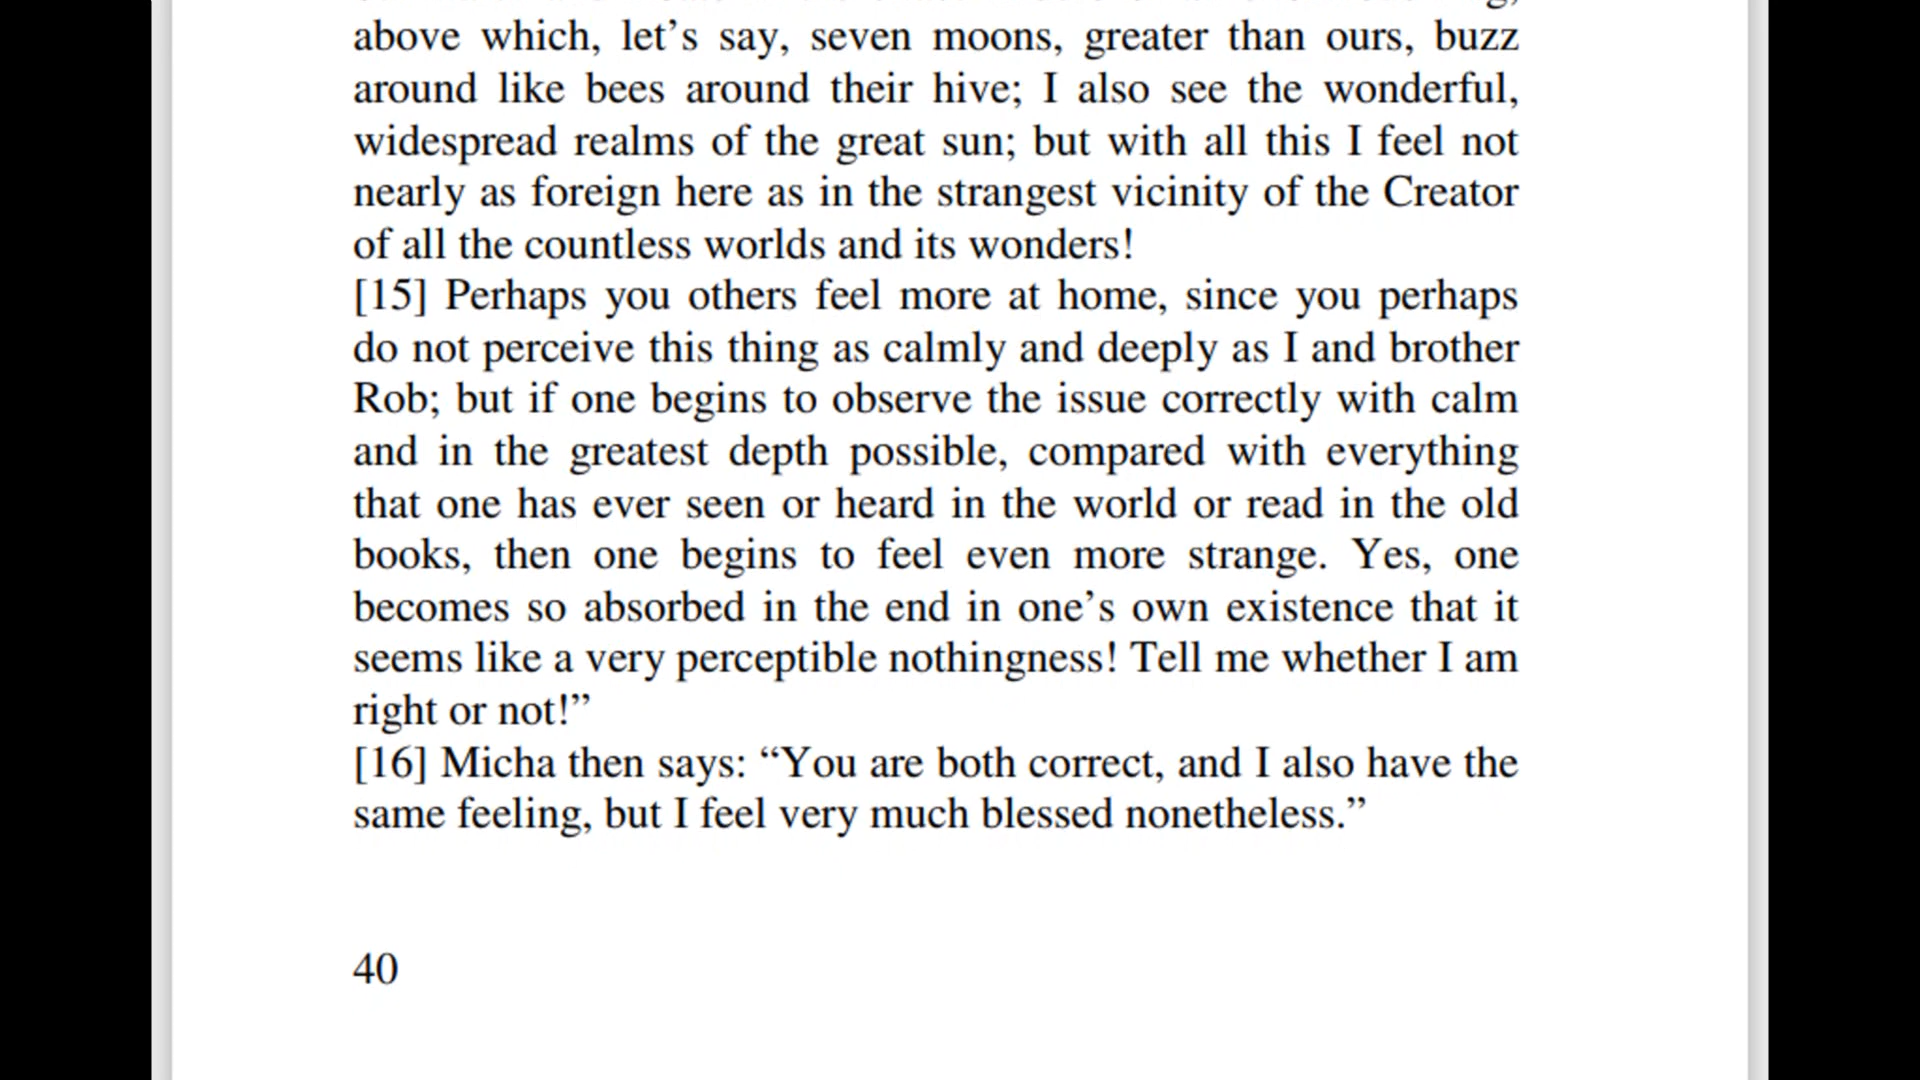 above which, let’s say, seven moons, greater than ours, buzz
around like bees around their hive; I also see the wonderful,
widespread realms of the great sun; but with all this I feel not
nearly as foreign here as in the strangest vicinity of the Creator
of all the countless worlds and its wonders!
[15] Perhaps you others feel more at home, since you perhaps
do not perceive this thing as calmly and deeply as I and brother
Rob; but if one begins to observe the issue correctly with calm
and in the greatest depth possible, compared with everything
that one has ever seen or heard in the world or read in the old
books, then one begins to feel even more strange. Yes, one
becomes so absorbed in the end in one’s own existence that it
seems like a very perceptible nothingness! Tell me whether I am
right or not!”
[16] Micha then says: “You are both correct, and I also have the
same feeling, but I feel very much blessed nonetheless.”
40